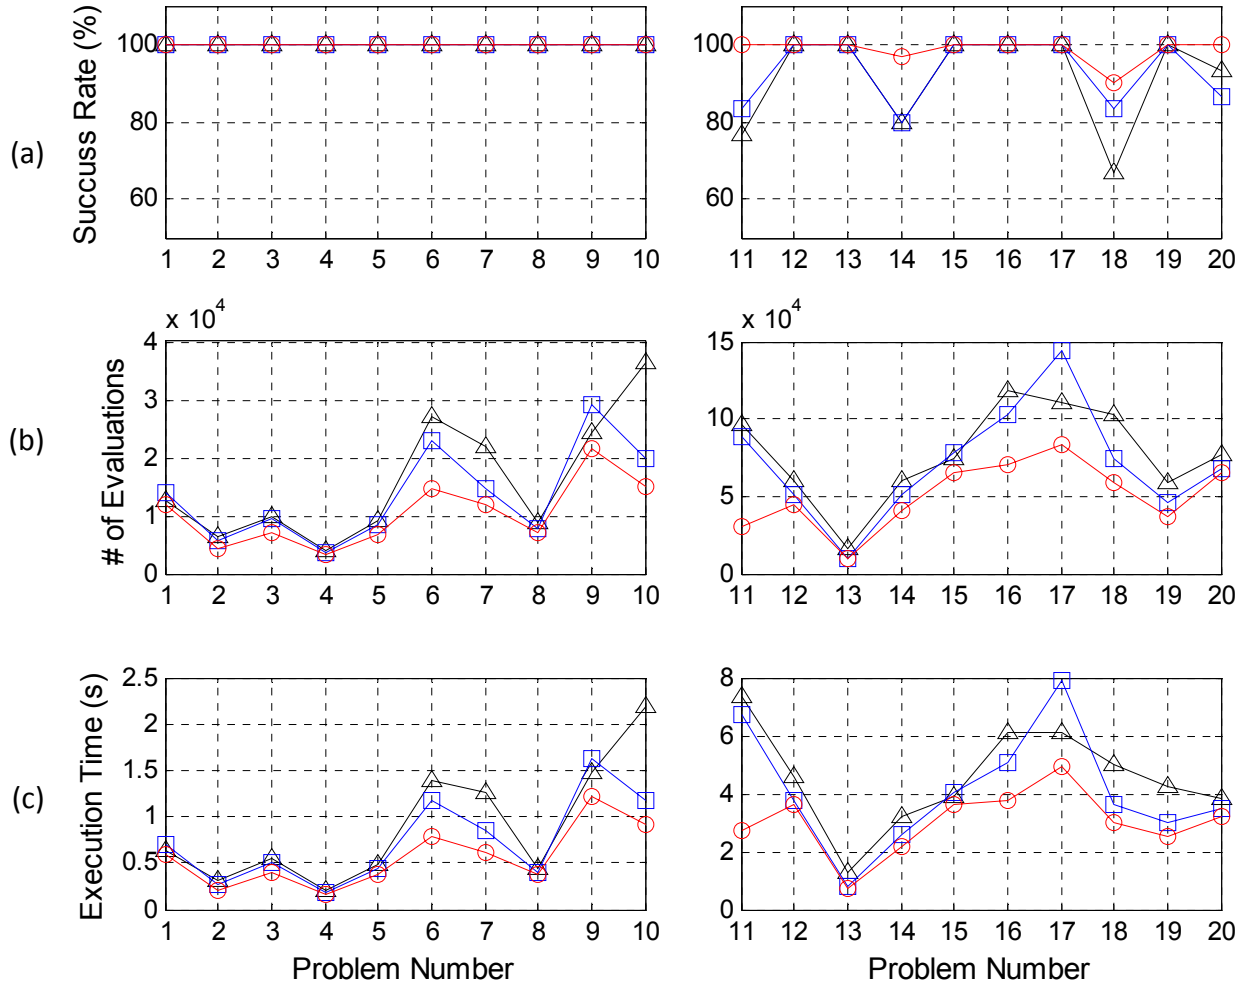 (a)
Succuss Rate (%)
100
80
60
1 2 3 4 5 6 7 8 9 10
100
80
60
11 12 13 14 15 16 17 18 19 20
(b)
# of Evaluations
x 10^4
4
3
2
1
0
1 2 3 4 5 6 7 8 9 10
x 10^4
15
10
5
0
11 12 13 14 15 16 17 18 19 20
(c)
Execution Time (s)
2.5
2
1.5
1
0.5
0
1 2 3 4 5 6 7 8 9 10
Problem Number
8
6
4
2
0
11 12 13 14 15 16 17 18 19 20
Problem Number